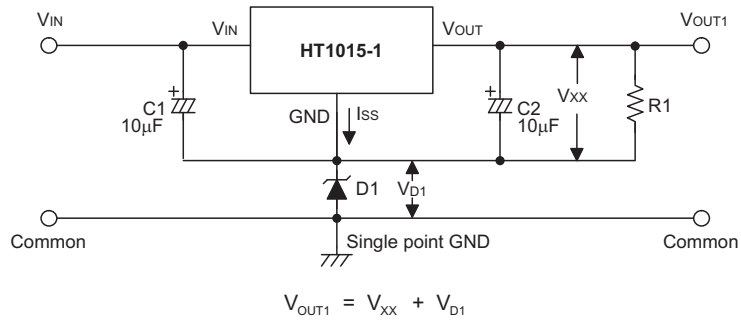 VIN
VIN
HT1015-1
VOUT
VOUT1
C1
10μF
GND
ISS
C2
10μF
VXX
R1
D1
VD1
Common
Single point GND
Common
VOUT1 = VXX + VD1